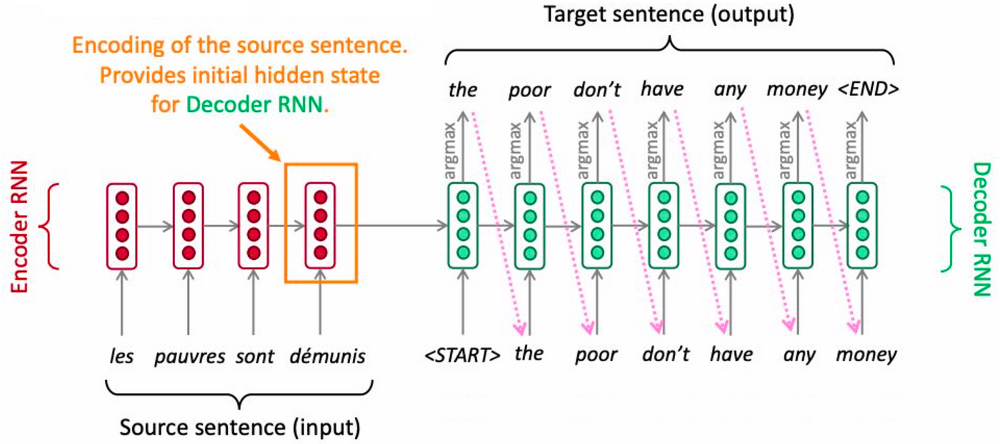 Target sentence (output)
Encoding of the source sentence.
Provides initial hidden state
for Decoder RNN.
the poor don't have any money <END>
argmax argmax argmax argmax argmax argmax argmax
Encoder RNN
Decoder RNN
les pauvres sont démunis
<START> the poor don't have any money
Source sentence (input)